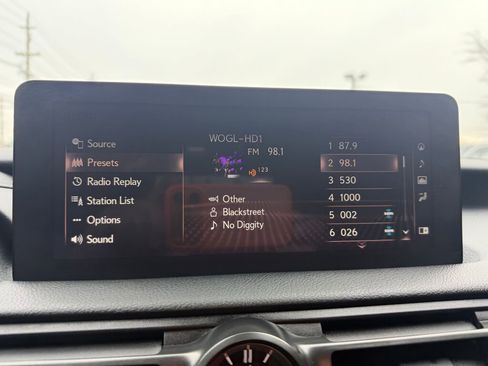 Source
Presets
Radio Replay
Station List
Options
Sound
WOGL-HD1
FM 98.1
123
Other
Blackstreet
No Diggity
1 87.9
2 98.1
3 530
4 1000
5 002
6 026